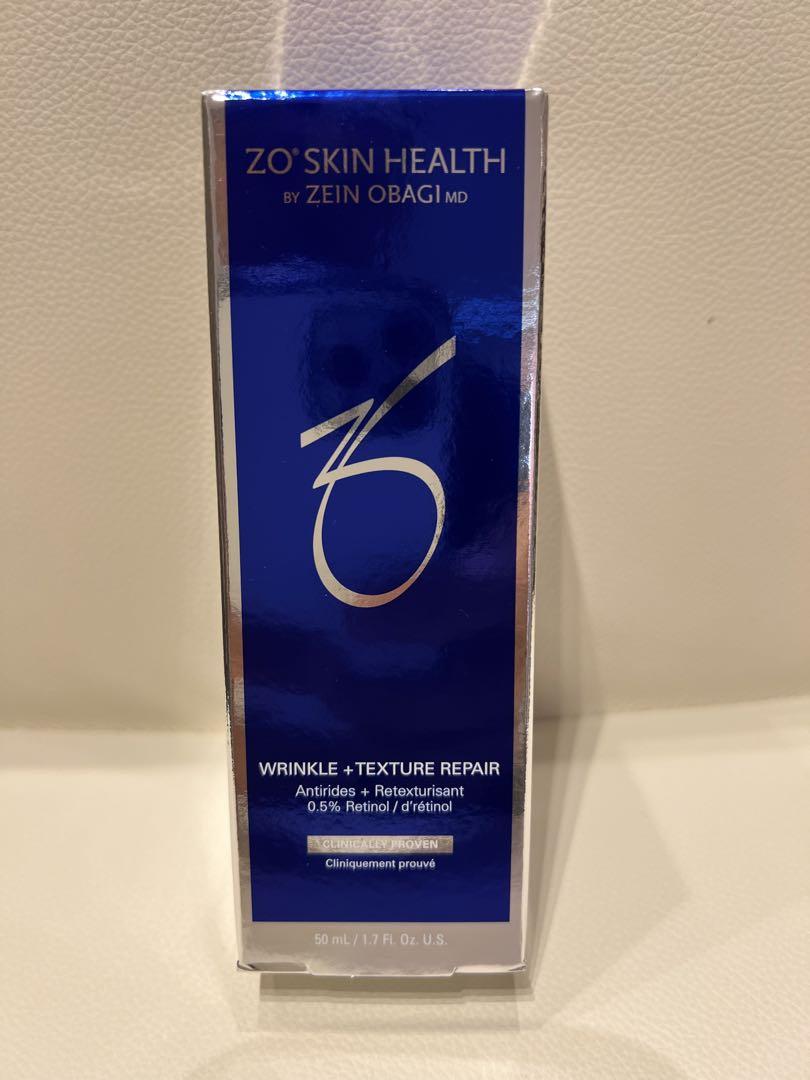 ZO® SKIN HEALTH
BY ZEIN OBAGI MD
WRINKLE + TEXTURE REPAIR
Antirides + Retexturisant
0.5% Retinol / d'rétinol
CLINICALLY PROVEN
Cliniquement prouvé
50 mL / 1.7 Fl. Oz. U.S.